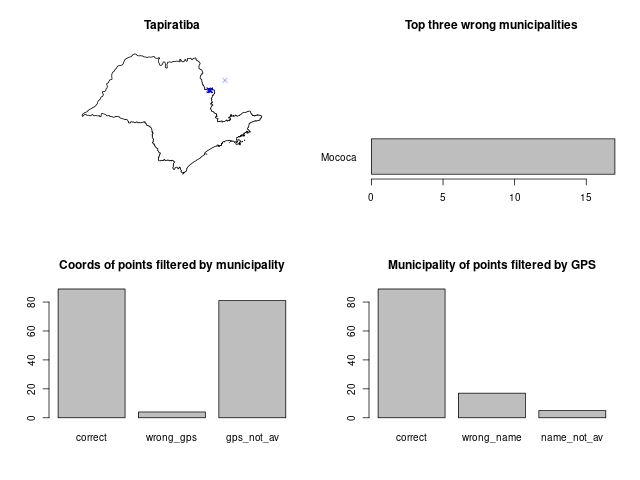 Tapiratiba
Top three wrong municipalities
Mococa
0 5 10 15
Coords of points filtered by municipality
0 20 40 60 80
correct wrong_gps gps_not_av
Municipality of points filtered by GPS
0 20 40 60 80
correct wrong_name name_not_av